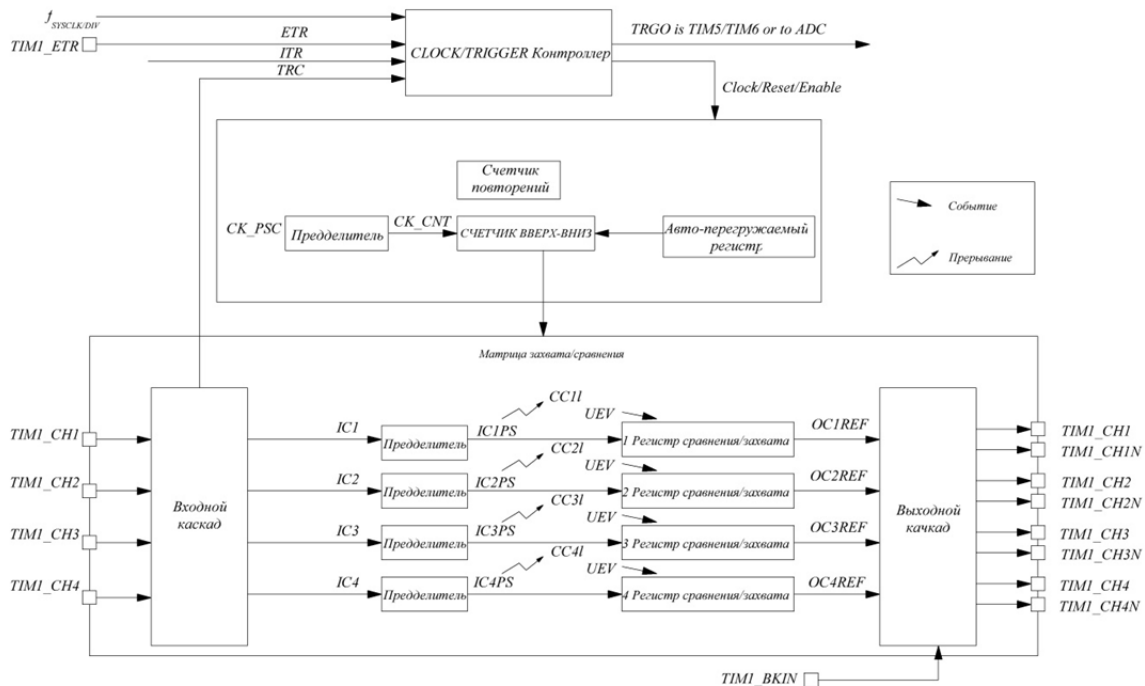 f SYSCLK/DIV
TIM1_ETR
ETR
ITR
TRC
CLOCK/TRIGGER Контроллер
TRGO is TIM5/TIM6 or to ADC
Clock/Reset/Enable
Счетчик
повторений
CK_PSC
Предделитель
CK_CNT
СЧЕТЧИК ВВЕРХ-ВНИЗ
Авто-перегружаемый
регистр
Событие
Прерывание
Матрица захвата/сравнения
TIM1_CH1
TIM1_CH2
TIM1_CH3
TIM1_CH4
Входной
каскад
IC1
Предделитель
IC1PS
CC1l
UEV
1 Регистр сравнения/захвата
OC1REF
IC2
Предделитель
IC2PS
CC2l
UEV
2 Регистр сравнения/захвата
OC2REF
IC3
Предделитель
IC3PS
CC3l
UEV
3 Регистр сравнения/захвата
OC3REF
IC4
Предделитель
IC4PS
CC4l
UEV
4 Регистр сравнения/захвата
OC4REF
Выходной
качкад
TIM1_CH1
TIM1_CH1N
TIM1_CH2
TIM1_CH2N
TIM1_CH3
TIM1_CH3N
TIM1_CH4
TIM1_CH4N
TIM1_BKIN